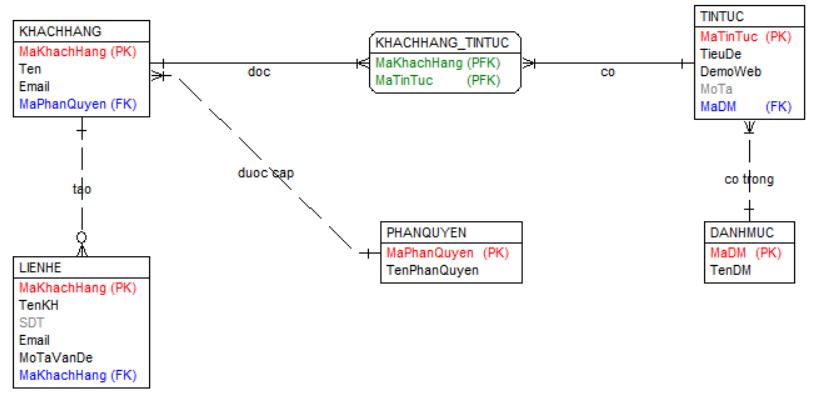 KHACHHANG
MaKhachHang (PK)
Ten
Email
MaPhanQuyen (FK)
doc
KHACHHANG_TINTUC
MaKhachHang (PFK)
MaTinTuc (PFK)
co
TINTUC
MaTinTuc (PK)
TieuDe
DemoWeb
MoTa
MaDM (FK)
tao
duoc cap
co trong
PHANQUYEN
MaPhanQuyen (PK)
TenPhanQuyen
DANHMUC
MaDM (PK)
TenDM
LIENHE
MaKhachHang (PK)
TenKH
SDT
Email
MoTaVanDe
MaKhachHang (FK)